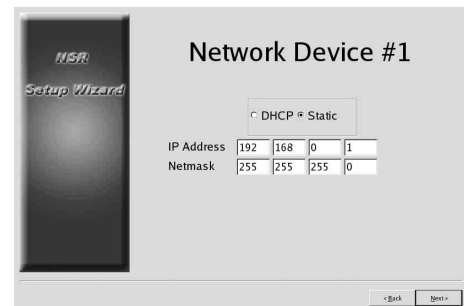 NSR
Setup Wizard
Network Device #1
DHCP Static
IP Address 192 168 0 1
Netmask 255 255 255 0
< Back Next >